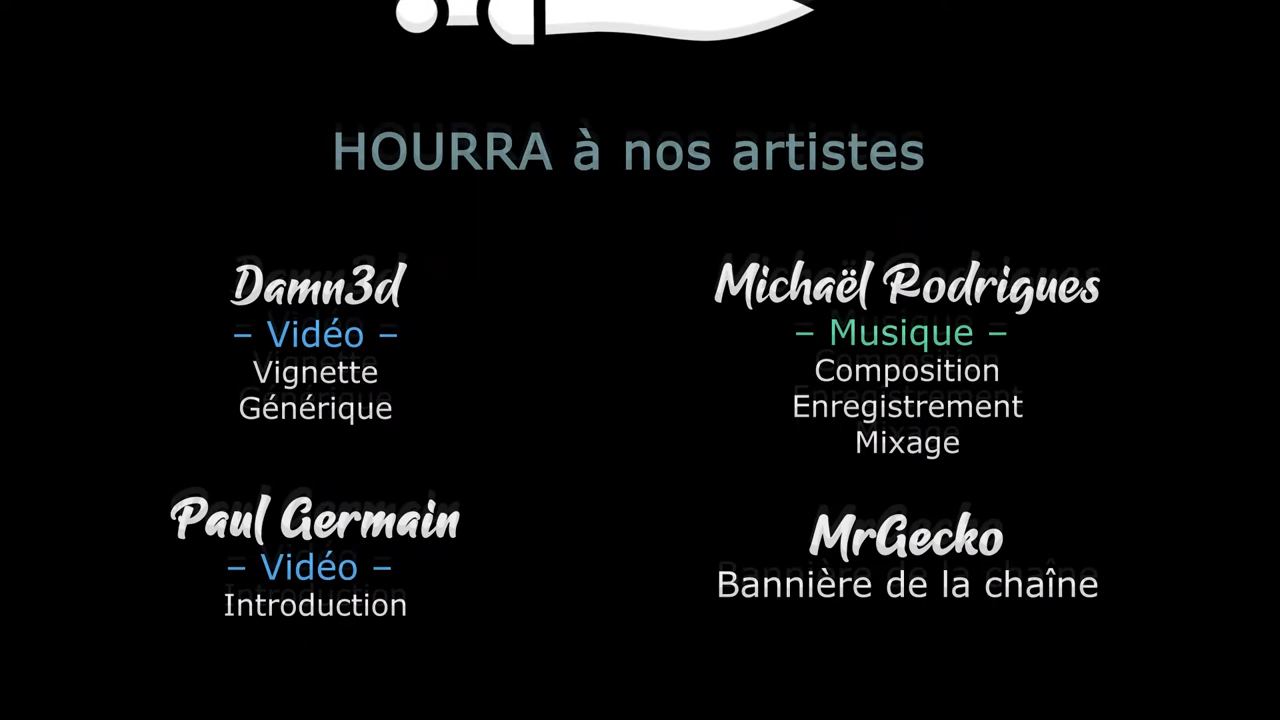 HOURRA à nos artistes
Damn3d
– Vidéo –
Vignette
Générique
Michaël Rodrigues
– Musique –
Composition
Enregistrement
Mixage
Paul Germain
– Vidéo –
Introduction
MrGecko
Bannière de la chaîne